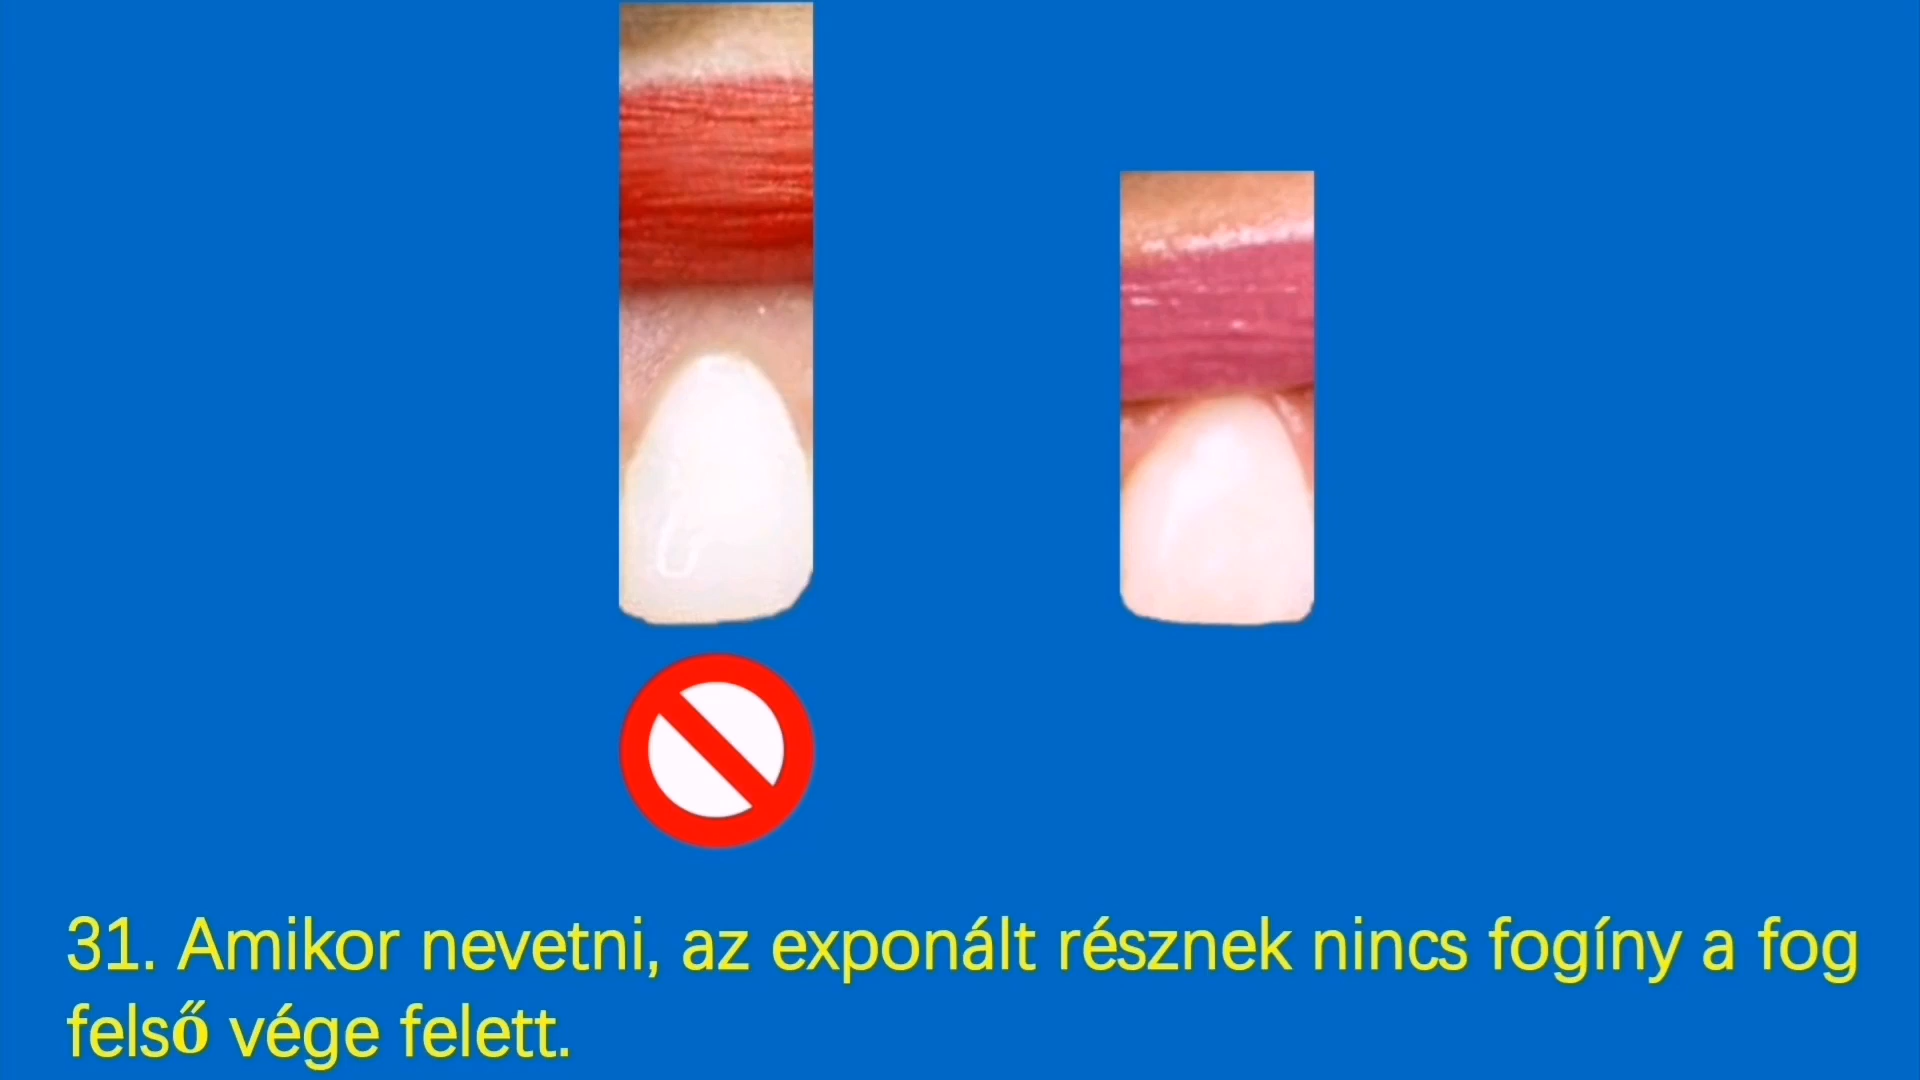 31. Amikor nevetni, az exponált résznek nincs fogíny a fog
felső vége felett.